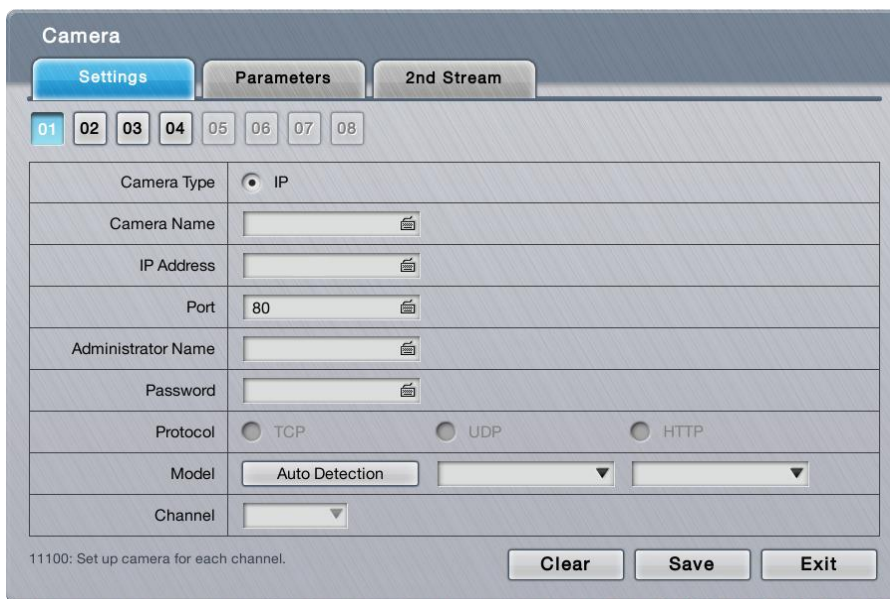 Camera
Settings Parameters 2nd Stream
01 02 03 04 05 06 07 08
Camera Type IP
Camera Name
IP Address
Port 80
Administrator Name
Password
Protocol TCP UDP HTTP
Model Auto Detection
Channel
11100: Set up camera for each channel. Clear Save Exit